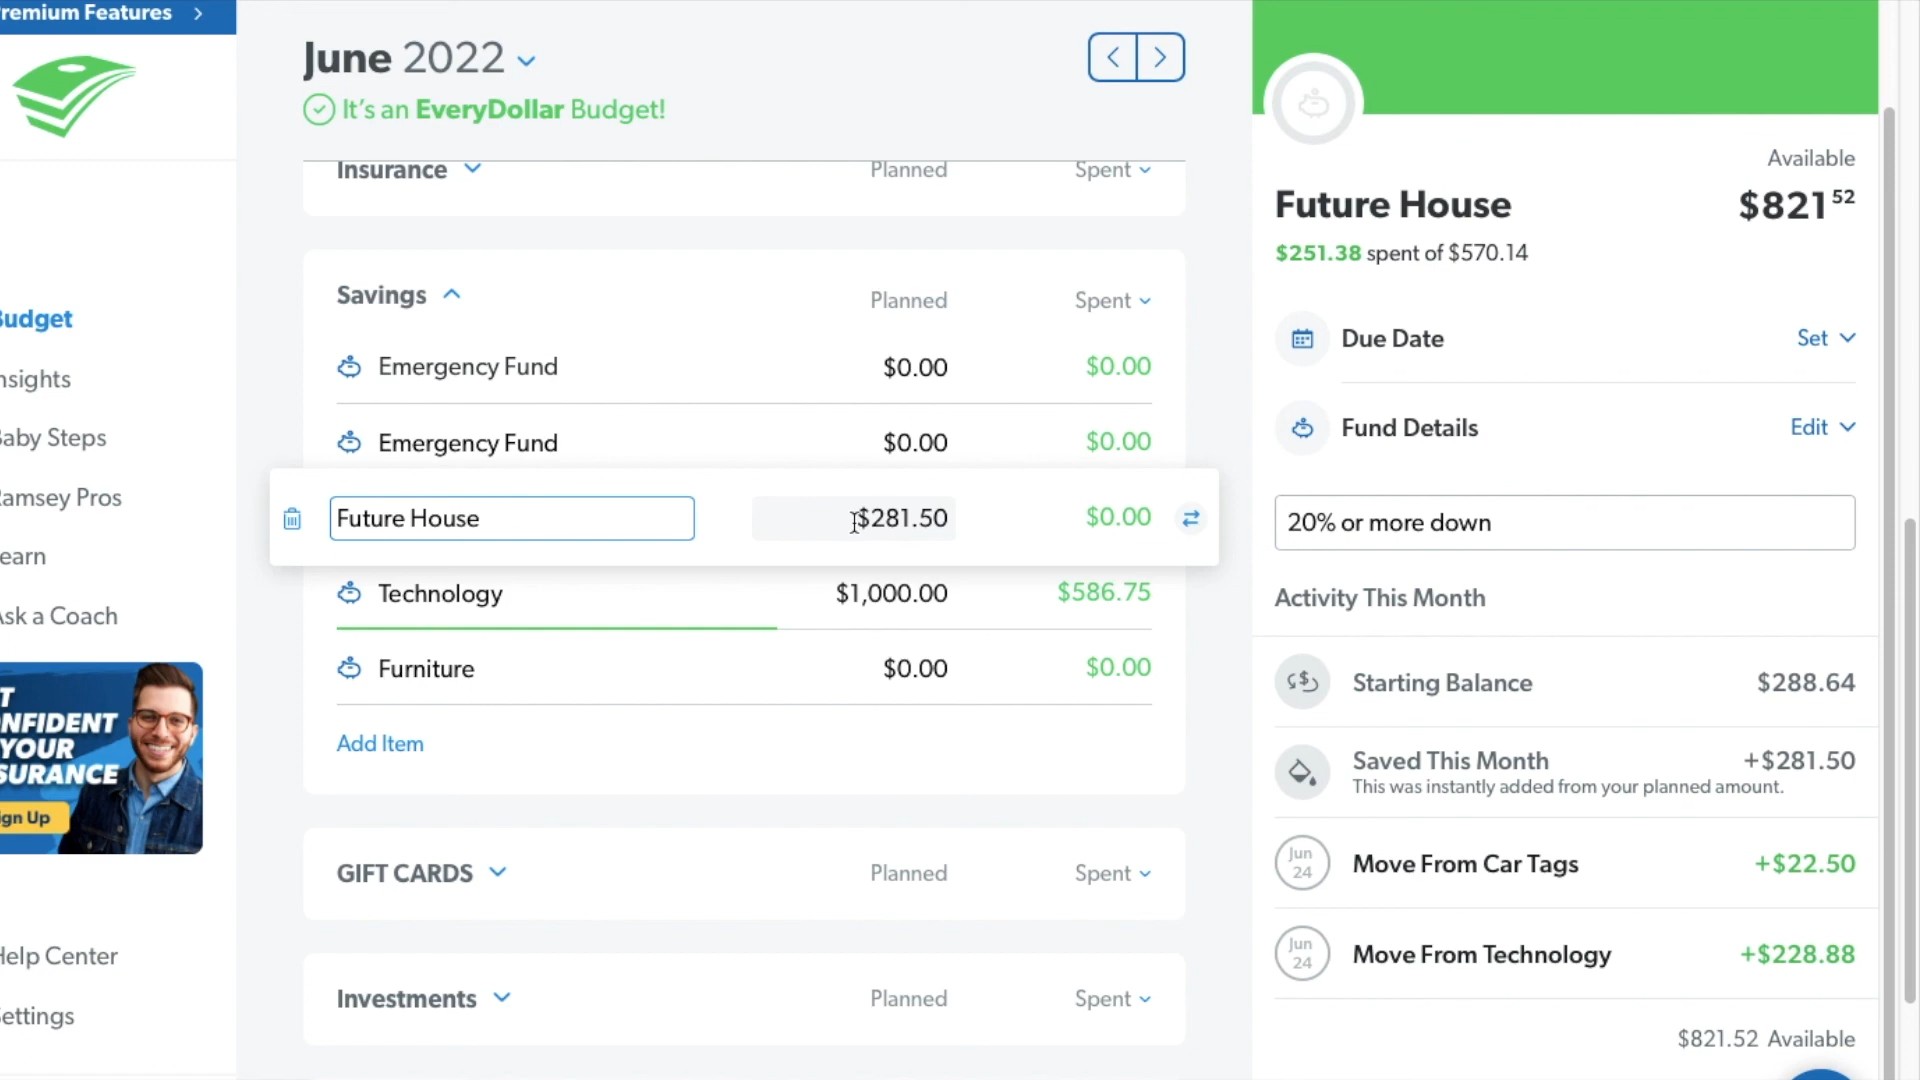 remium Features
June 2022
It's an EveryDollar Budget!
Insurance Planned Spent
Savings Planned Spent
Emergency Fund $0.00 $0.00
Emergency Fund $0.00 $0.00
Future House $281.50 $0.00
Technology $1,000.00 $586.75
Furniture $0.00 $0.00
Add Item
GIFT CARDS Planned Spent
Investments Planned Spent
Budget
nsights
Baby Steps
Ramsey Pros
earn
Ask a Coach
T
NFIDENT
YOUR
SURANCE
ign Up
Help Center
ettings
Available
Future House $821 52
$251.38 spent of $570.14
Due Date Set
Fund Details Edit
20% or more down
Activity This Month
Starting Balance $288.64
Saved This Month +$281.50
This was instantly added from your planned amount.
Jun 24 Move From Car Tags +$22.50
Jun 24 Move From Technology +$228.88
$821.52 Available